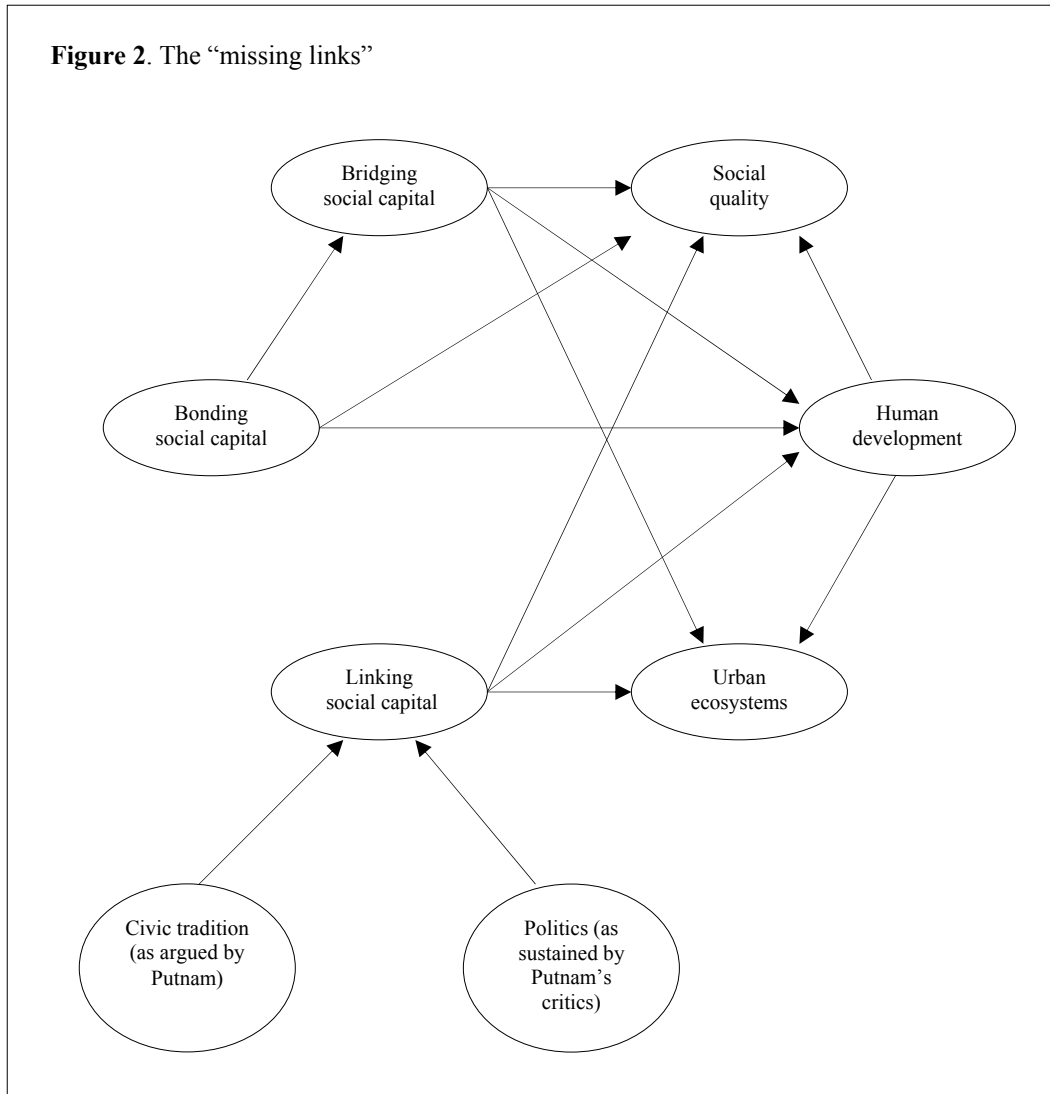 Figure 2. The “missing links”
Bridging
social capital
Social
quality
Bonding
social capital
Human
development
Linking
social capital
Urban
ecosystems
Civic tradition
(as argued by
Putnam)
Politics (as
sustained by
Putnam’s
critics)